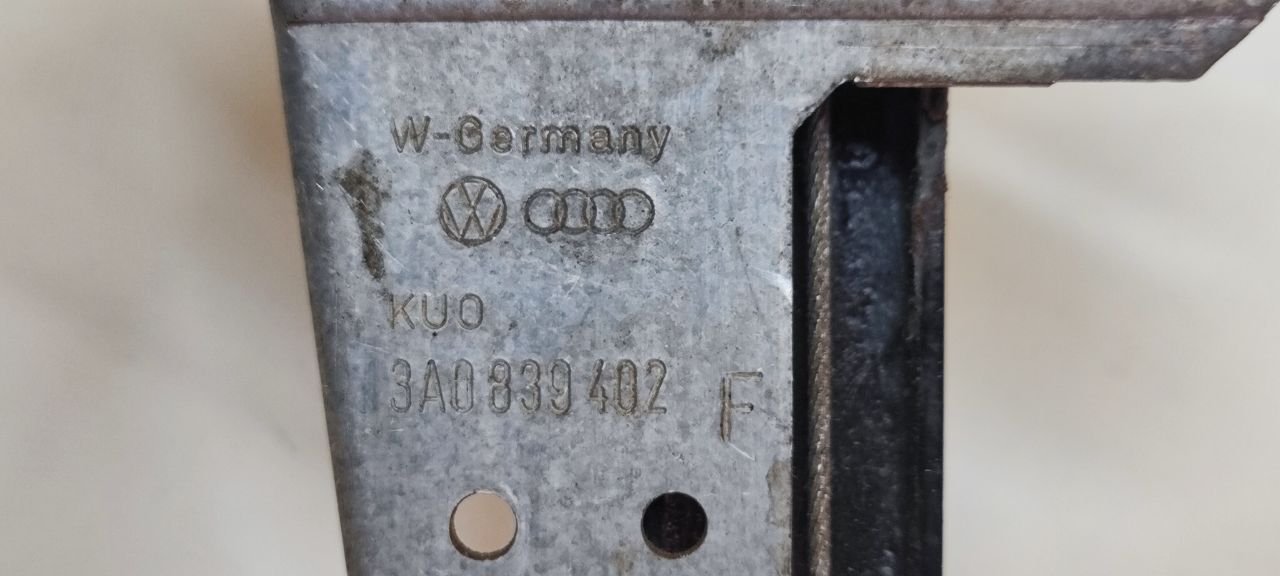 W-Germany
KUO
3A0 839 402 F